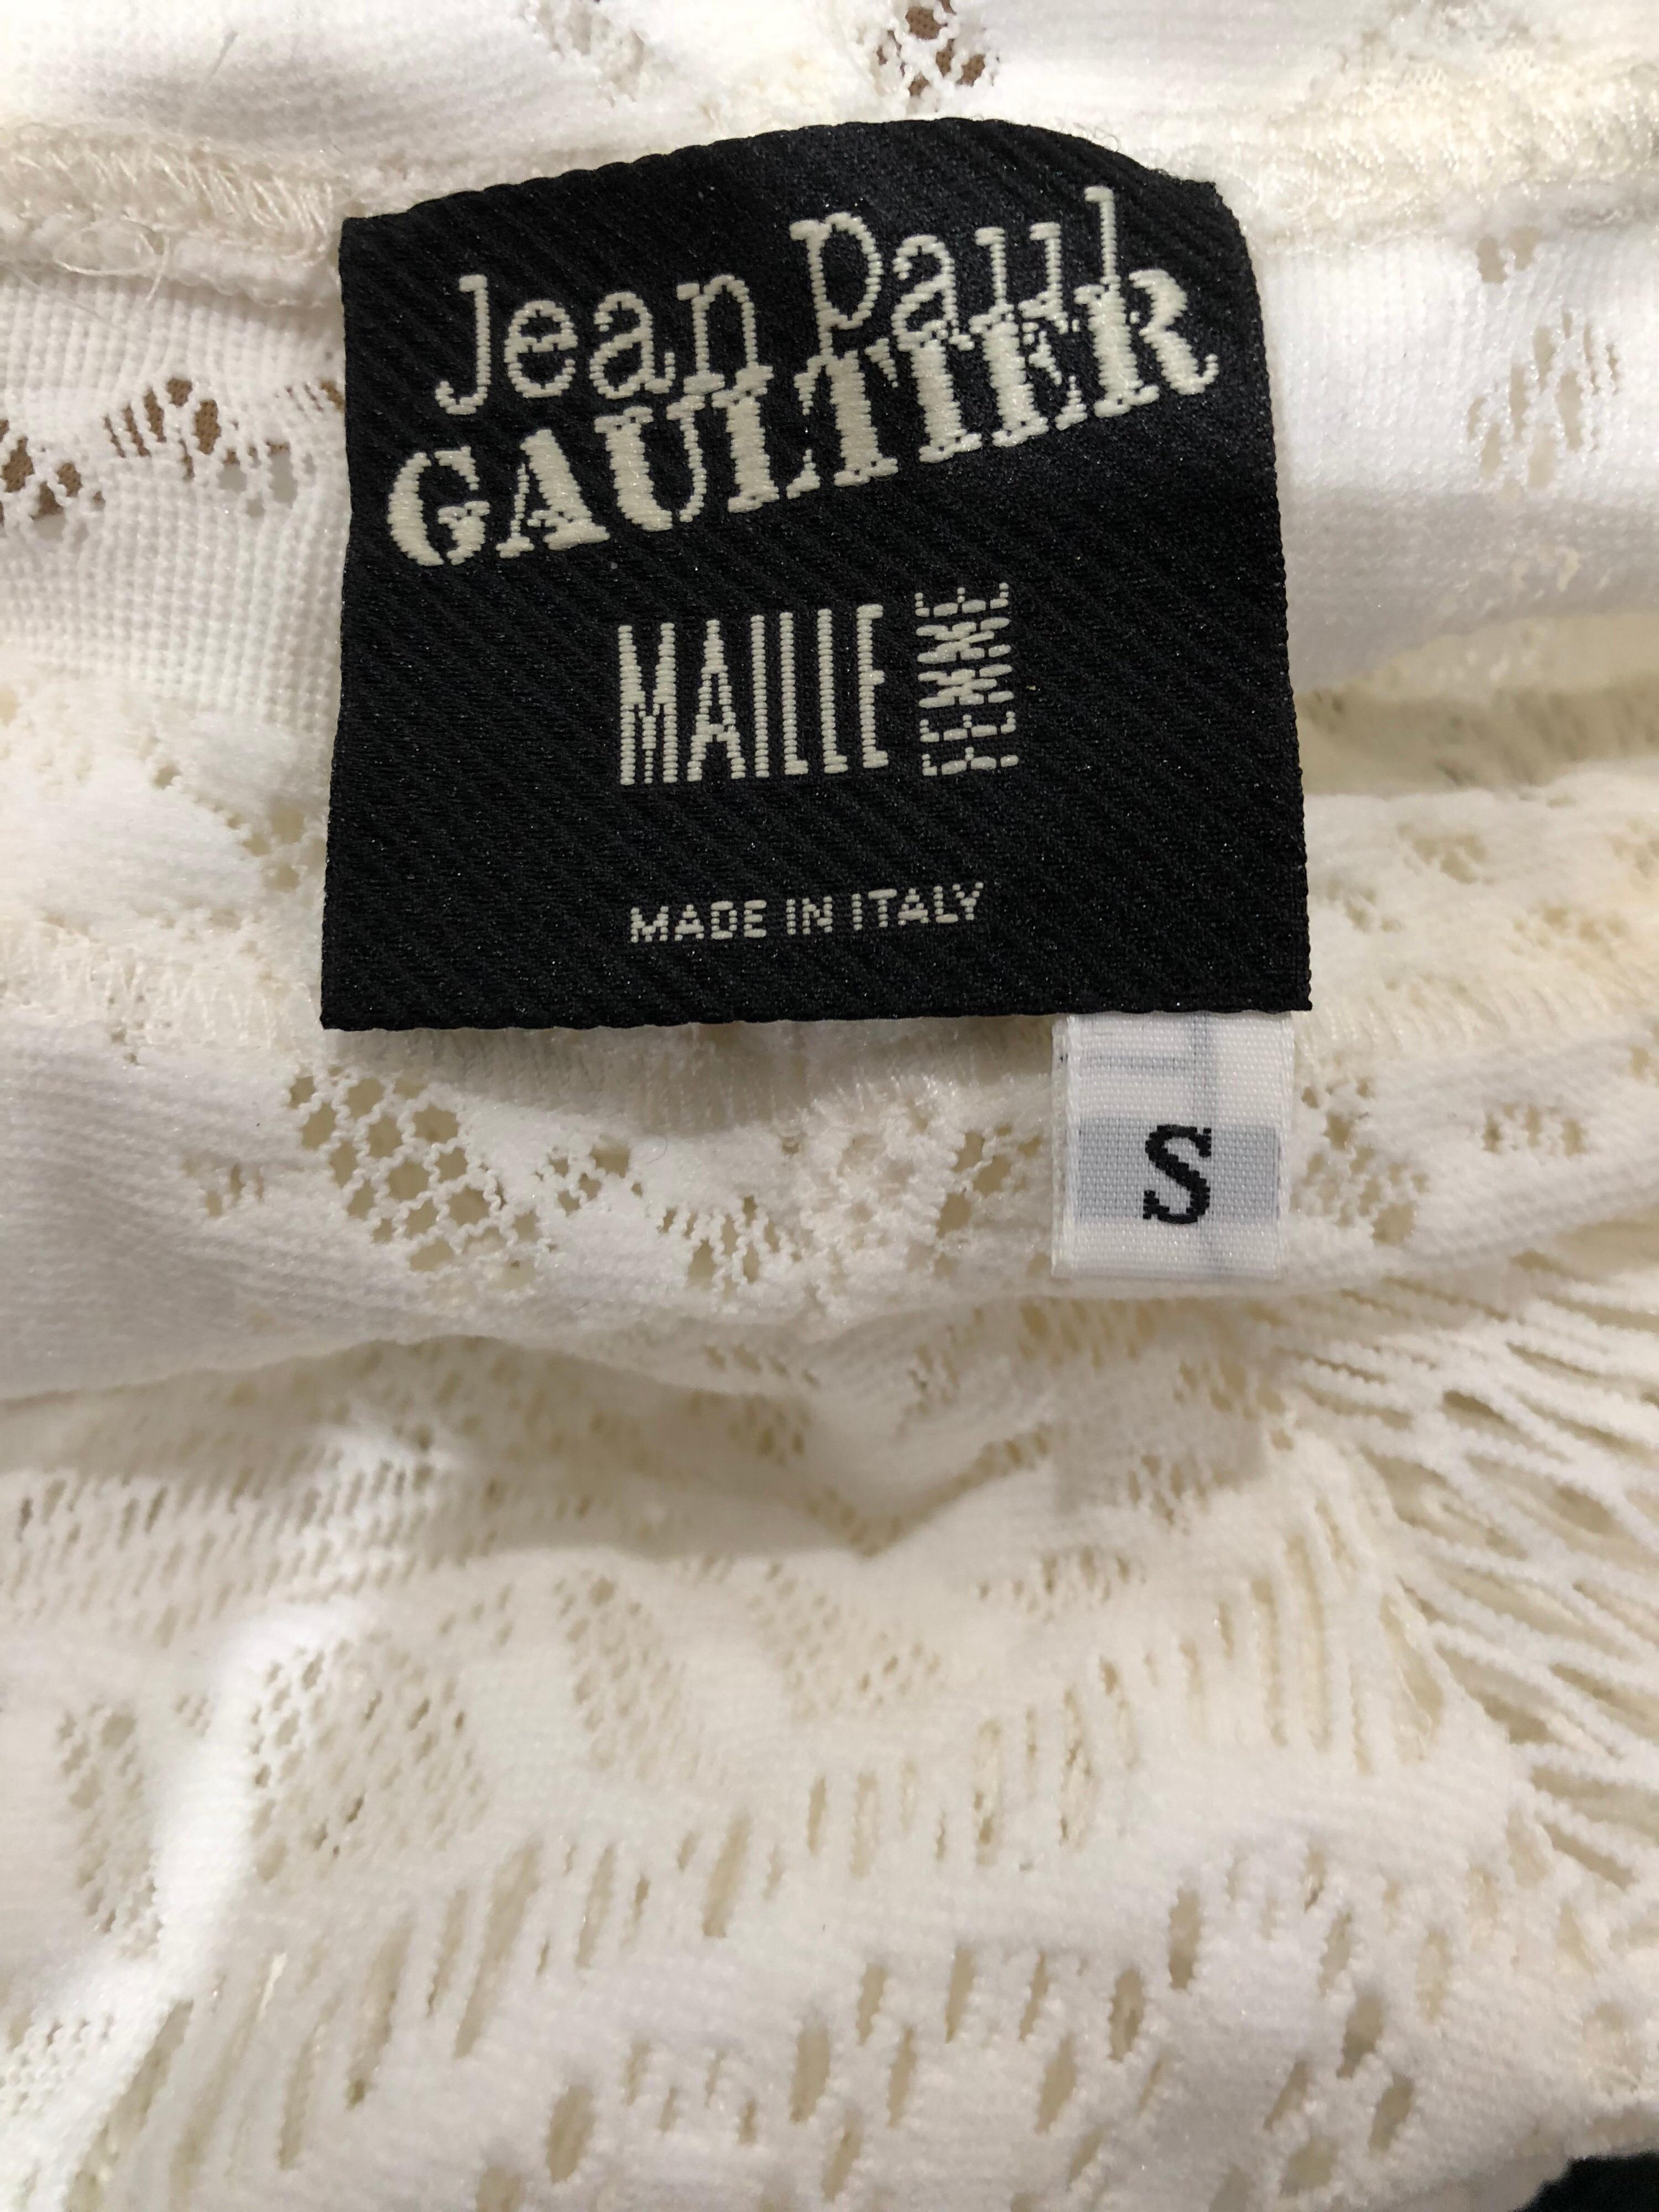 Jean Paul
GAULTIER
MAILLE FEMME
MADE IN ITALY
S